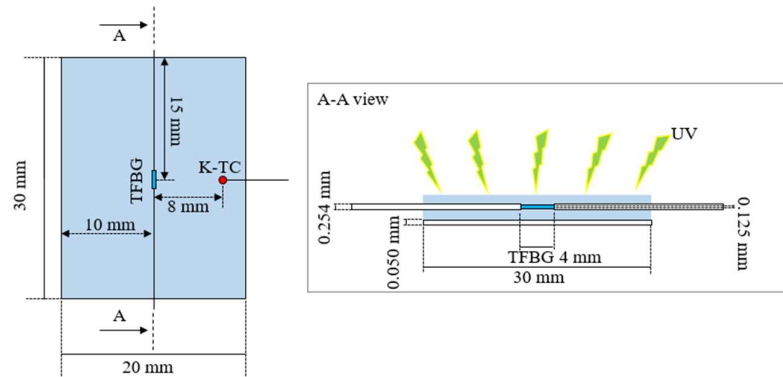 A
15 mm
30 mm
TFBG
K-TC
8 mm
10 mm
A
20 mm
A-A view
UV
0.254 mm
0.125 mm
0.050 mm
TFBG 4 mm
30 mm